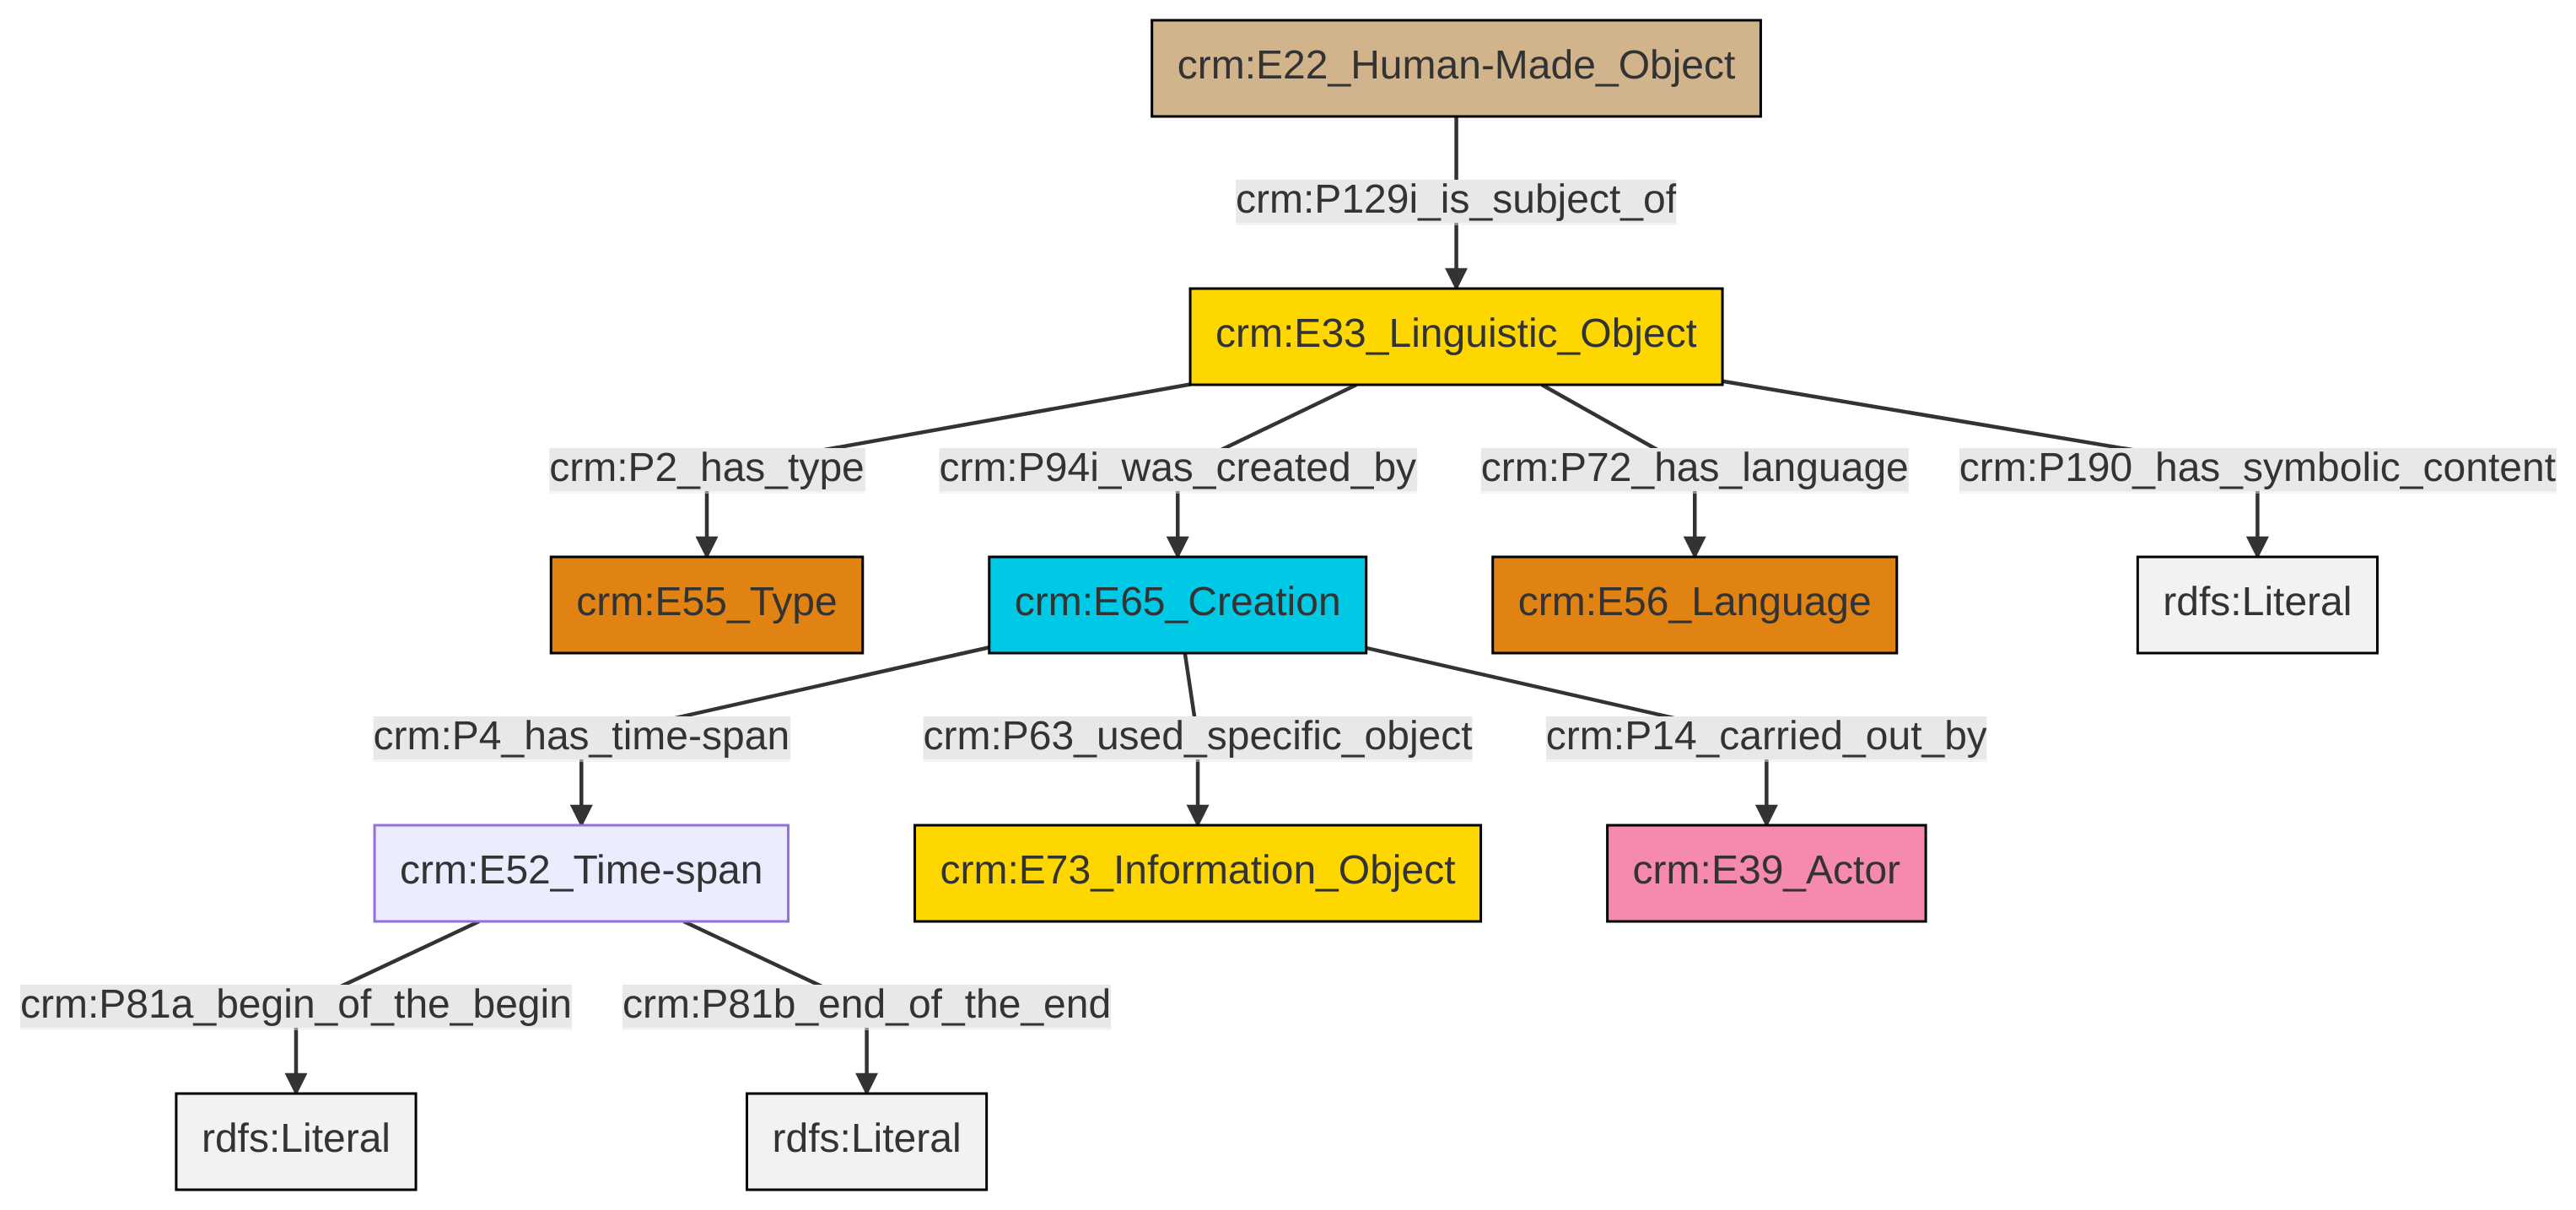 crm:E22_Human-Made_Object
crm:P129i_is_subject_of
crm:E33_Linguistic_Object
crm:P2_has_type
crm:P94i_was_created_by
crm:P72_has_language
crm:P190_has_symbolic_content
crm:E55_Type
crm:E65_Creation
crm:E56_Language
rdfs:Literal
crm:P4_has_time-span
crm:P63_used_specific_object
crm:P14_carried_out_by
crm:E52_Time-span
crm:E73_Information_Object
crm:E39_Actor
crm:P81a_begin_of_the_begin
crm:P81b_end_of_the_end
rdfs:Literal
rdfs:Literal